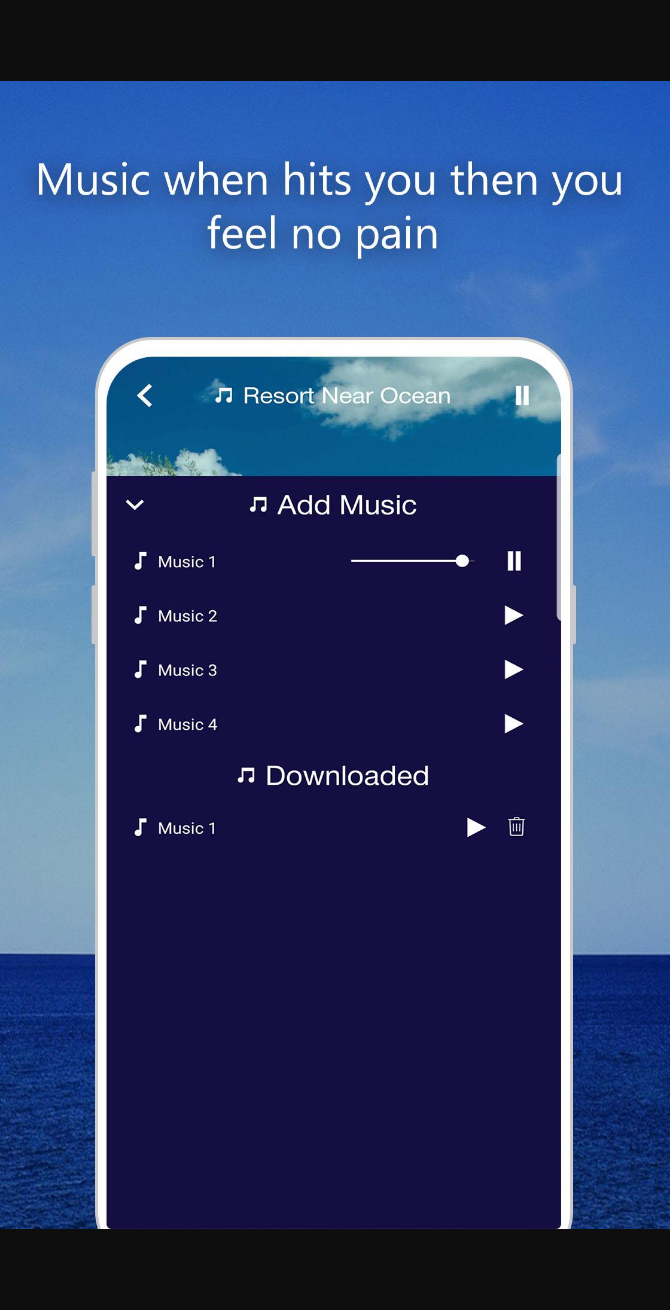 Music when hits you then you
feel no pain
Resort Near Ocean
Add Music
Music 1
Music 2
Music 3
Music 4
Downloaded
Music 1